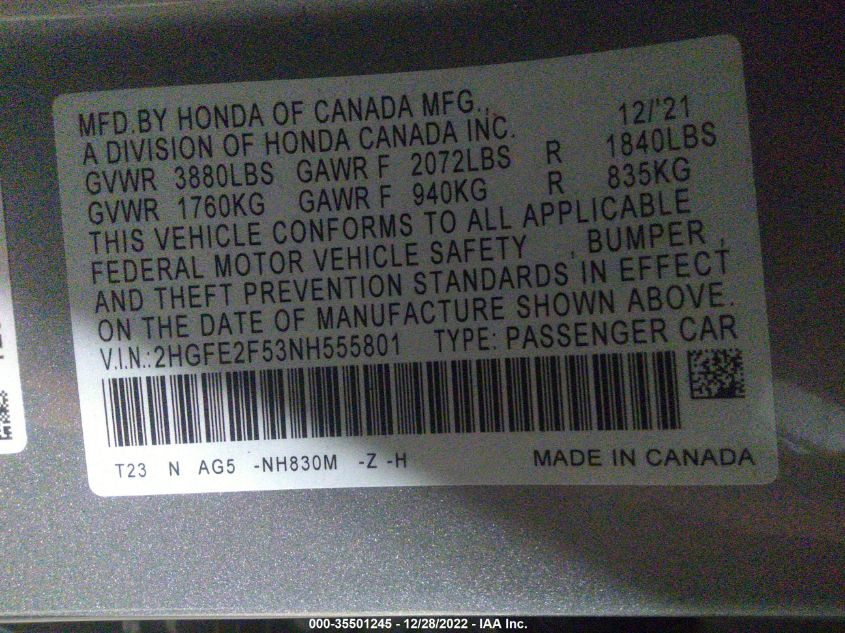 MFD.BY HONDA OF CANADA MFG., 12/'21
A DIVISION OF HONDA CANADA INC.
GVWR 3880LBS GAWR F 2072LBS R 1840LBS
GVWR 1760KG GAWR F 940KG R 835KG
THIS VEHICLE CONFORMS TO ALL APPLICABLE
FEDERAL MOTOR VEHICLE SAFETY , BUMPER ,
AND THEFT PREVENTION STANDARDS IN EFFECT
ON THE DATE OF MANUFACTURE SHOWN ABOVE.
V.I.N.:2HGFE2F53NH555801 TYPE:PASSENGER CAR
T23 N AG5 -NH830M -Z -H MADE IN CANADA
000-35501245 - 12/28/2022 - IAA Inc.